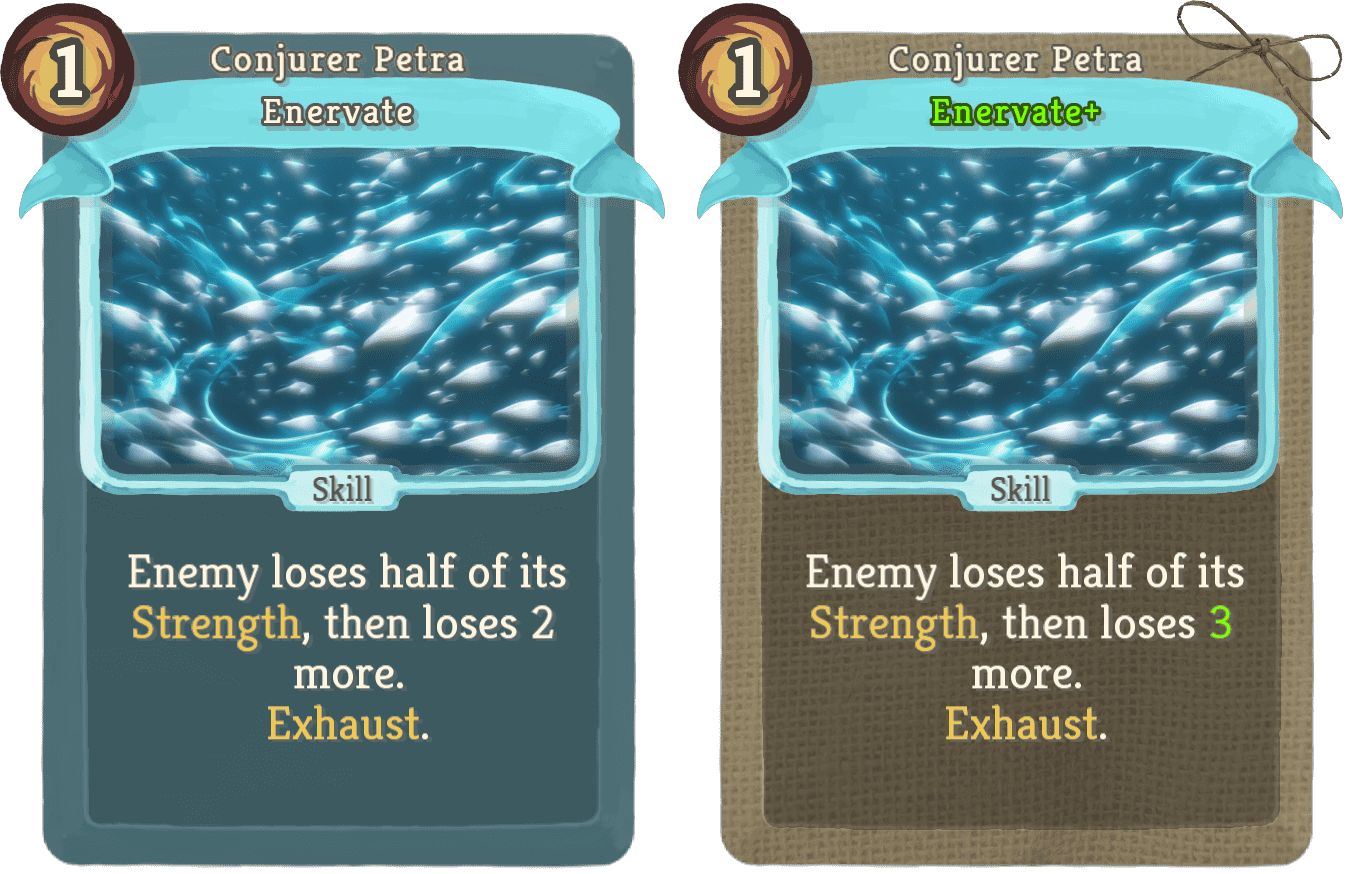 1
Conjurer Petra
Enervate
Skill
Enemy loses half of its
Strength, then loses 2
more.
Exhaust.
1
Conjurer Petra
Enervate+
Skill
Enemy loses half of its
Strength, then loses 3
more.
Exhaust.